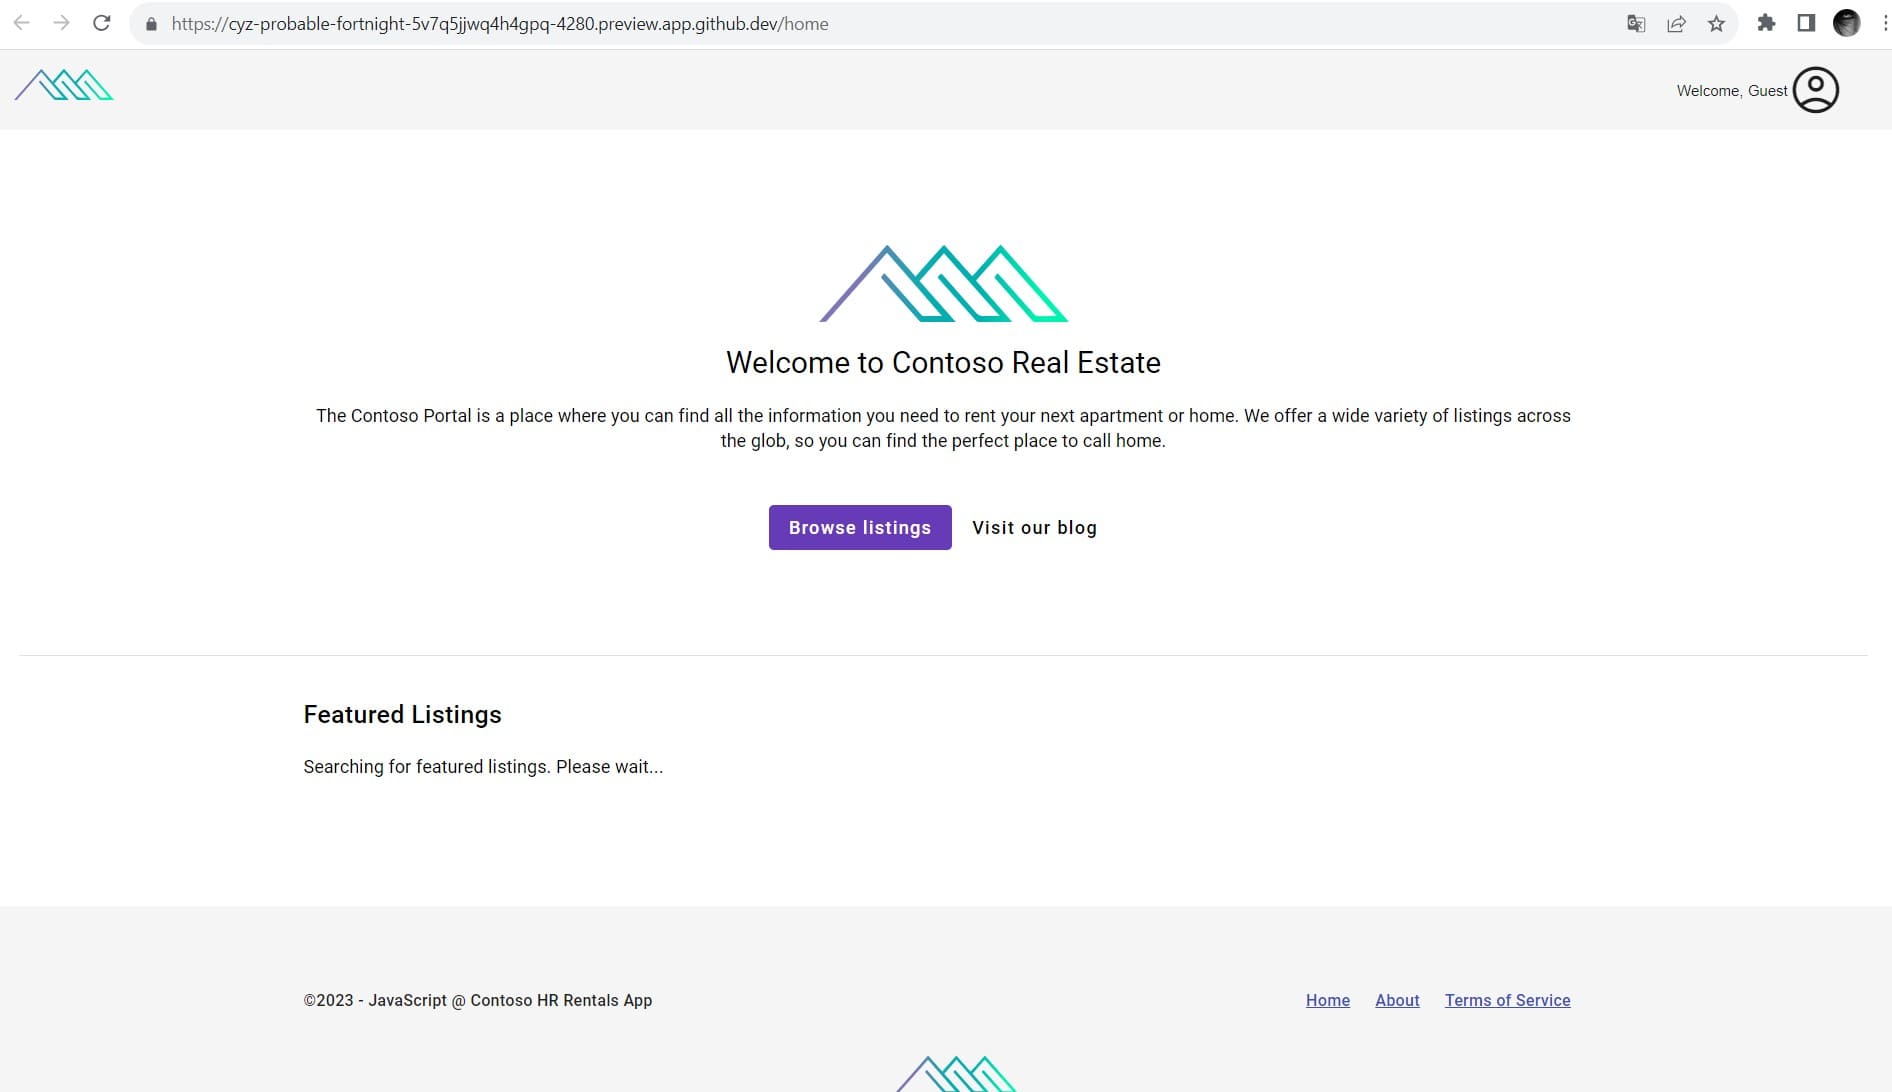 https://cyz-probable-fortnight-5v7q5jjwq4h4gpq-4280.preview.app.github.dev/home
Welcome, Guest
Welcome to Contoso Real Estate
The Contoso Portal is a place where you can find all the information you need to rent your next apartment or home. We offer a wide variety of listings across
the glob, so you can find the perfect place to call home.
Browse listings Visit our blog
Featured Listings
Searching for featured listings. Please wait...
©2023 - JavaScript @ Contoso HR Rentals App Home About Terms of Service